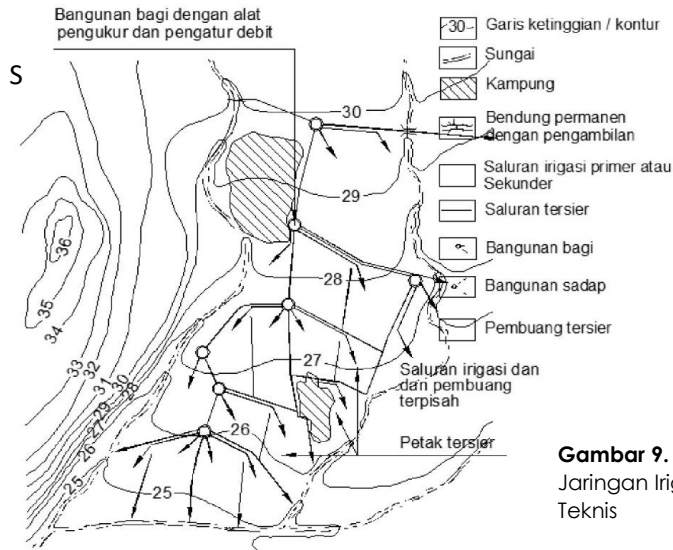 Bangunan bagi dengan alat
pengukur dan pengatur debit
S
30
Garis ketinggian / kontur
Sungai
Kampung
Bendung permanen
dengan pengambilan
Saluran irigasi primer atau
Sekunder
Saluran tersier
Bangunan bagi
Bangunan sadap
Pembuang tersier
30
29
28
27
26
25
36
35
34
33
32
31
30
29
28
27
26
25
Saluran irigasi dan
dan pembuang
terpisah
Petak tersier
Gambar 9.
Jaringan Irig
Teknis